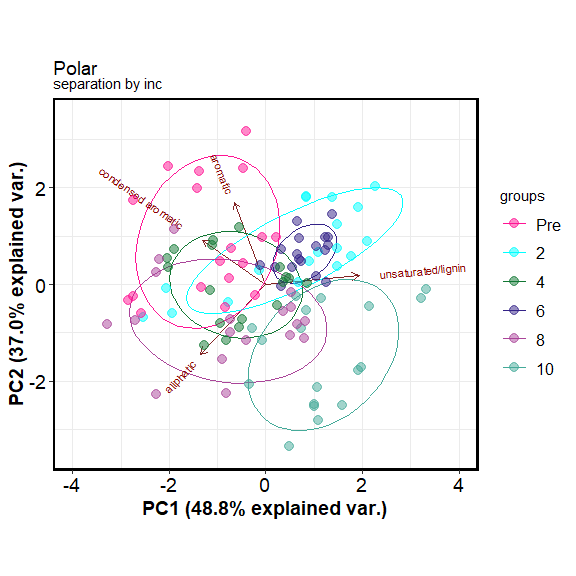 Polar
separation by inc
condensed aromatic
aromatic
unsaturated/lignin
aliphatic
2
0
-2
-4
-2
0
2
4
PC2 (37.0% explained var.)
PC1 (48.8% explained var.)
groups
Pre
2
4
6
8
10